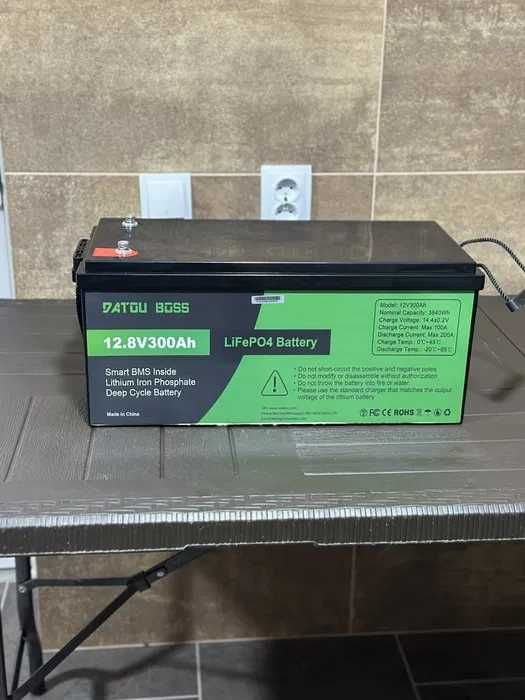 DATOU BOSS
12.8V300Ah
LiFePO4 Battery
Smart BMS Inside
Lithium Iron Phosphate
Deep Cycle Battery
Made in China
Model: 12V300Ah
Nominal Capacity: 3840Wh
Charge Voltage: 14.4±0.2V
Charge Current: Max 100A
Discharge Current: Max 200A
Charge Temp.: 0℃~45℃
Discharge Temp.: -20℃~65℃
• Do not short-circuit the positive and negative poles
• Do not modify or disassemble without authorization
• Do not throw the battery into fire or water
• Please use the standard charger that matches the output
voltage of the lithium battery
FC CE ROHS